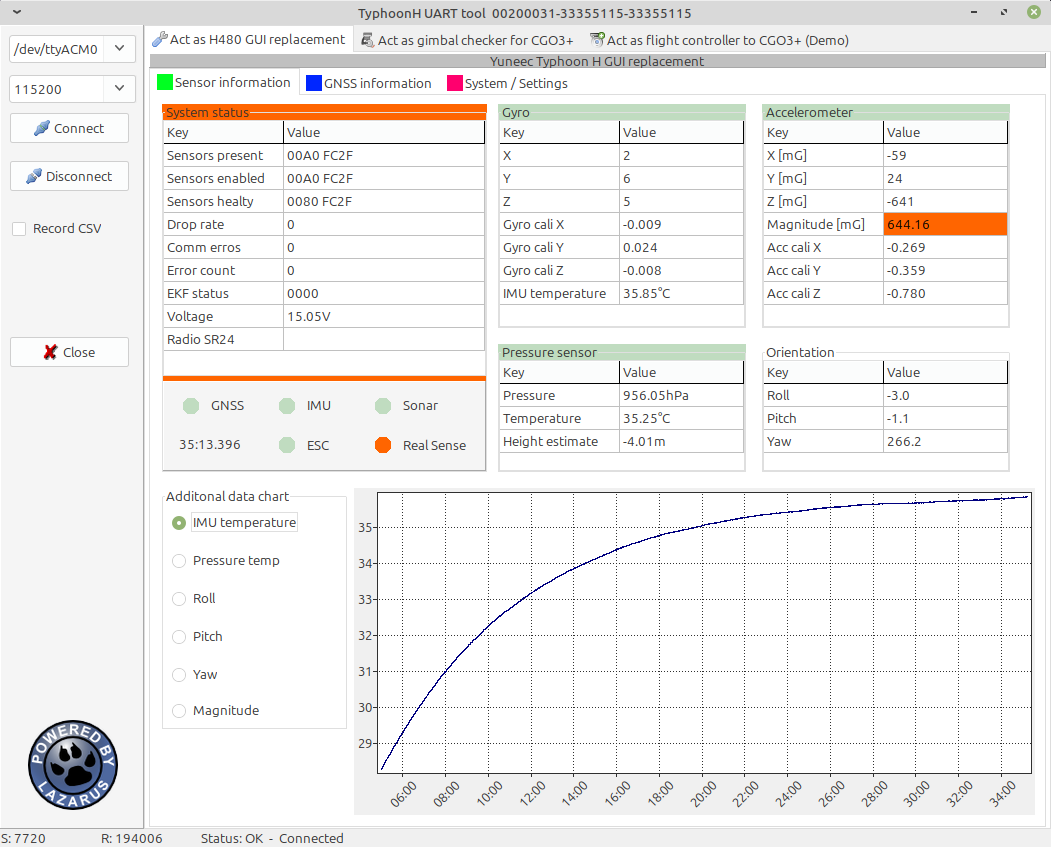 TyphoonH UART tool 00200031-33355115-33355115
/dev/ttyACM0
115200
Connect
Disconnect
Record CSV
Close
POWERED BY LAZARUS
Act as H480 GUI replacement Act as gimbal checker for CGO3+ Act as flight controller to CGO3+ (Demo)
Yuneec Typhoon H GUI replacement
Sensor information GNSS information System / Settings
System status
Key Value
Sensors present 00A0 FC2F
Sensors enabled 00A0 FC2F
Sensors healty 0080 FC2F
Drop rate 0
Comm erros 0
Error count 0
EKF status 0000
Voltage 15.05V
Radio SR24
GNSS IMU Sonar
35:13.396 ESC Real Sense
Gyro
Key Value
X 2
Y 6
Z 5
Gyro cali X -0.009
Gyro cali Y 0.024
Gyro cali Z -0.008
IMU temperature 35.85°C
Accelerometer
Key Value
X [mG] -59
Y [mG] 24
Z [mG] -641
Magnitude [mG] 644.16
Acc cali X -0.269
Acc cali Y -0.359
Acc cali Z -0.780
Pressure sensor
Key Value
Pressure 956.05hPa
Temperature 35.25°C
Height estimate -4.01m
Orientation
Key Value
Roll -3.0
Pitch -1.1
Yaw 266.2
Additonal data chart
IMU temperature
Pressure temp
Roll
Pitch
Yaw
Magnitude
35
34
33
32
31
30
29
06:00 08:00 10:00 12:00 14:00 16:00 18:00 20:00 22:00 24:00 26:00 28:00 30:00 32:00 34:00
S: 7720 R: 194006 Status: OK - Connected